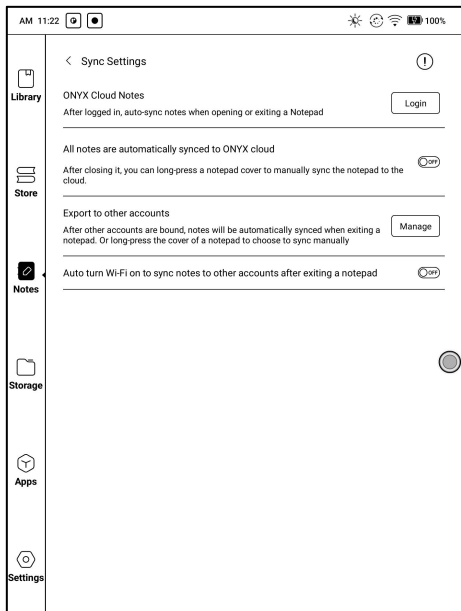 AM 11:22
100%
Sync Settings
Library
ONYX Cloud Notes
Login
After logged in, auto-sync notes when opening or exiting a Notepad
All notes are automatically synced to ONYX cloud
OFF
After closing it, you can long-press a notepad cover to manually sync the notepad to the
cloud.
Store
Export to other accounts
Manage
After other accounts are bound, notes will be automatically synced when exiting a
notepad. Or long-press the cover of a notepad to choose to sync manually
Auto turn Wi-Fi on to sync notes to other accounts after exiting a notepad
OFF
Notes
Storage
Apps
Settings